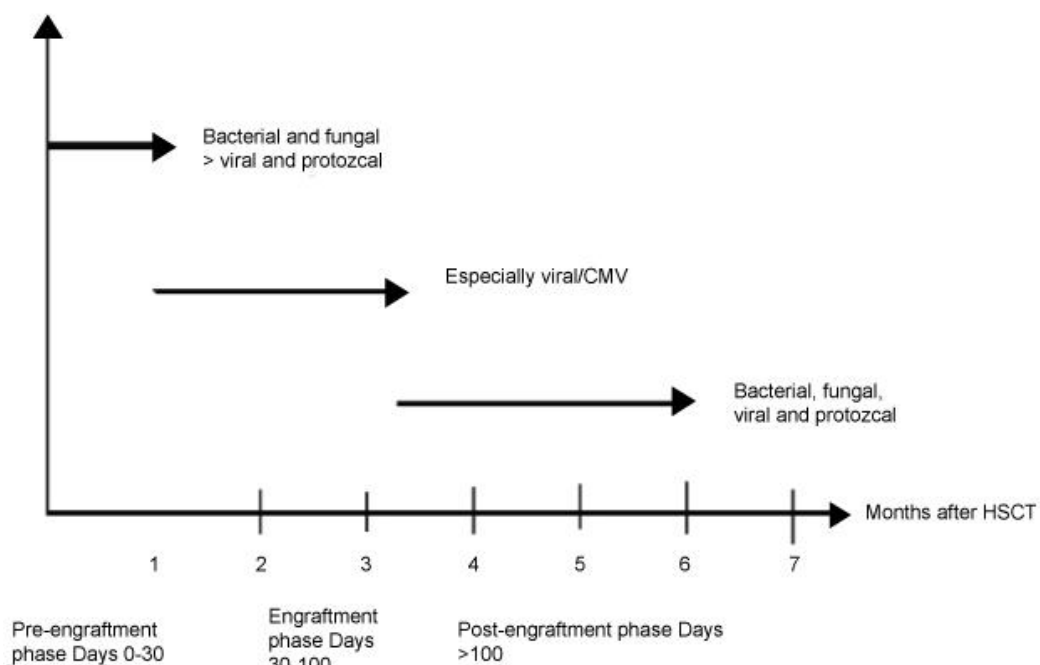 Bacterial and fungal
> viral and protozcal
Especially viral/CMV
Bacterial, fungal,
viral and protozcal
Months after HSCT
1 2 3 4 5 6 7
Pre-engraftment
phase Days 0-30
Engraftment
phase Days
30-100
Post-engraftment phase Days
>100